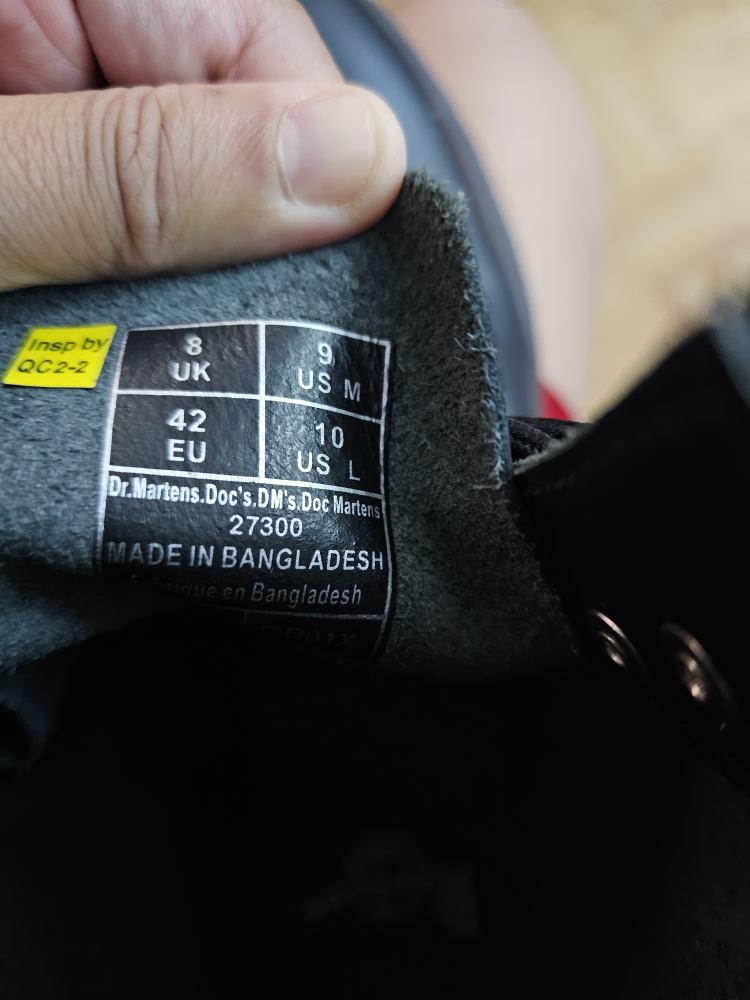 Insp by
QC2-2
8
UK
9
US M
42
EU
10
US L
Dr.Martens.Doc's.DM's.Doc Martens
27300
MADE IN BANGLADESH
en Bangladesh